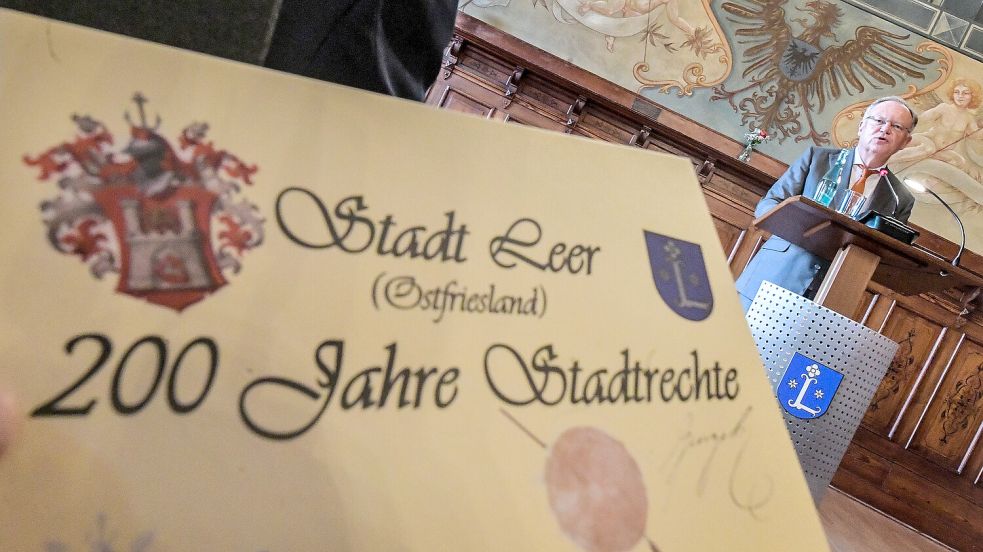 Stadt Leer
(Ostfriesland)
200 Jahre Stadtrechte